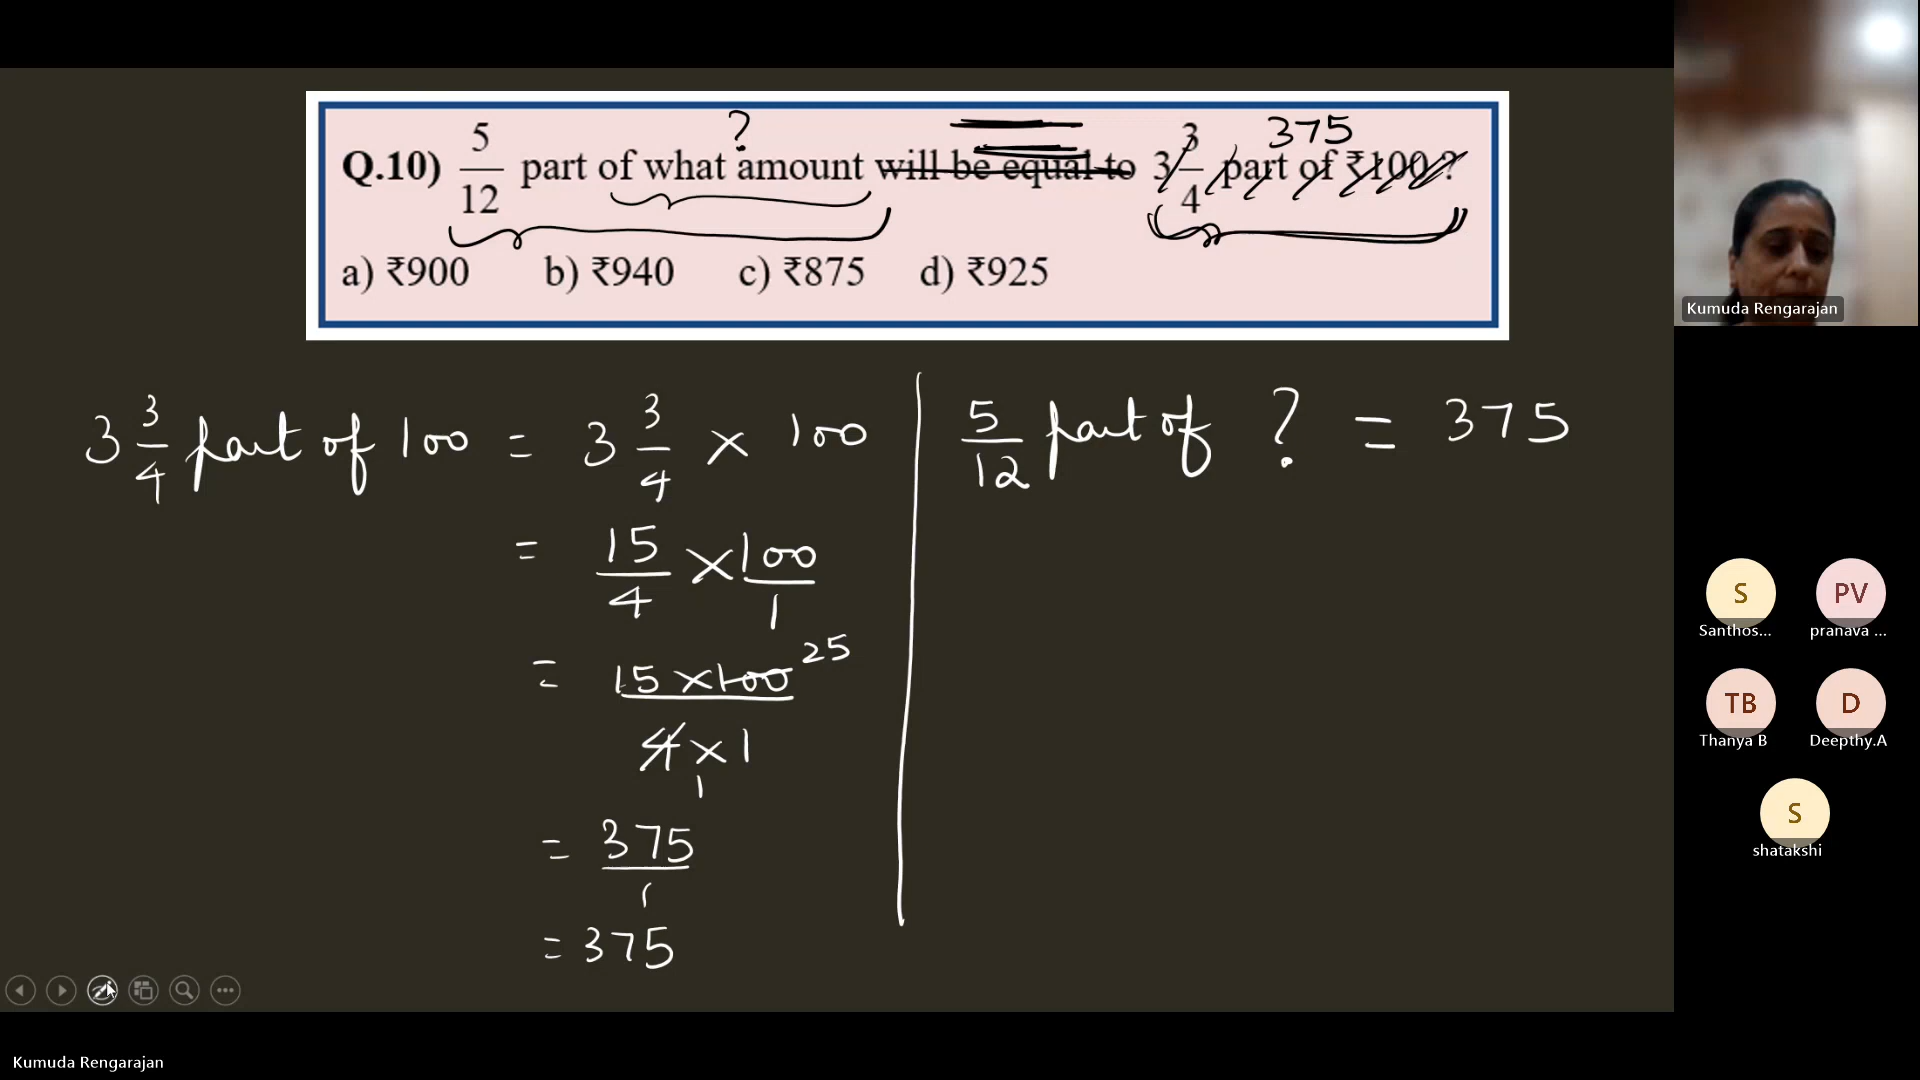 ?
375
Q.10) 5/12 part of what amount will be equal to 3 3/4 part of ₹100 ?
a) ₹900 b) ₹940 c) ₹875 d) ₹925
3 3/4 part of 100 = 3 3/4 × 100
= 15/4 × 100/1
= 15 × 100 / 4 × 1
25
1
= 375/1
= 375
5/12 part of ? = 375
Kumuda Rengarajan
S
Santhos...
PV
pranava ...
TB
Thanya B
D
Deepthy.A
S
shatakshi
Kumuda Rengarajan